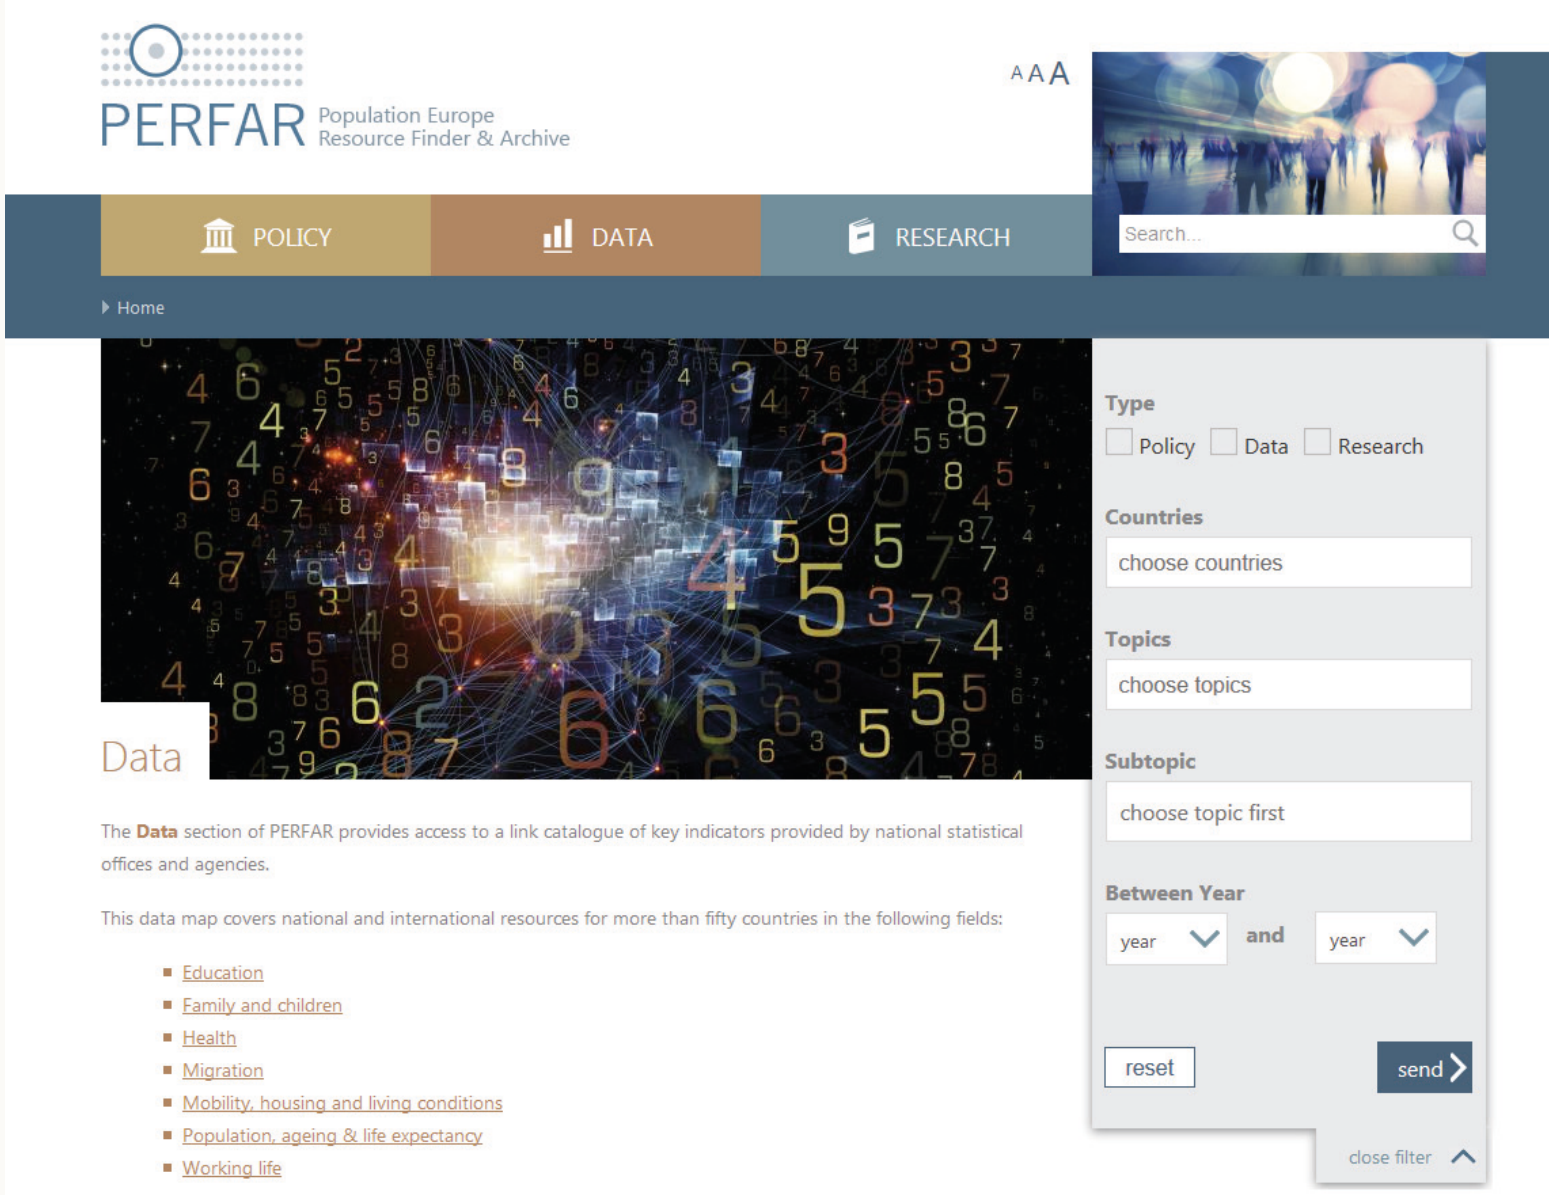 PERFAR
Population Europe
Resource Finder & Archive
A A A
POLICY
DATA
RESEARCH
Search...
Home
Data
The Data section of PERFAR provides access to a link catalogue of key indicators provided by national statistical
offices and agencies.
This data map covers national and international resources for more than fifty countries in the following fields:
Education
Family and children
Health
Migration
Mobility, housing and living conditions
Population, ageing & life expectancy
Working life
Type
Policy Data Research
Countries
choose countries
Topics
choose topics
Subtopic
choose topic first
Between Year
year and year
reset send
close filter